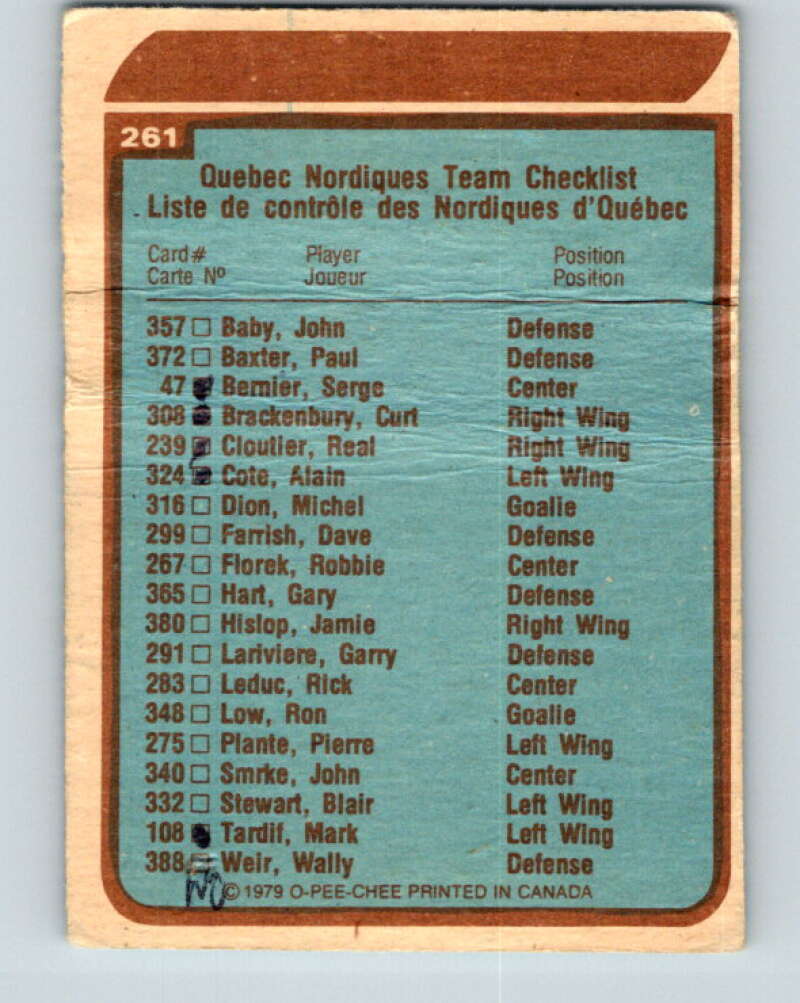 261
Quebec Nordiques Team Checklist
Liste de contrôle des Nordiques d'Québec
Card# Player Position
Carte Nº Joueur Position
357 □ Baby, John Defense
372 □ Baxter, Paul Defense
47 ■ Bernier, Serge Center
308 ■ Brackenbury, Curt Right Wing
239 ■ Cloutier, Real Right Wing
324 ■ Cote, Alain Left Wing
316 □ Dion, Michel Goalie
299 □ Farrish, Dave Defense
267 □ Florek, Robbie Center
365 □ Hart, Gary Defense
380 □ Hislop, Jamie Right Wing
291 □ Lariviere, Garry Defense
283 □ Leduc, Rick Center
348 □ Low, Ron Goalie
275 □ Plante, Pierre Left Wing
340 □ Smrke, John Center
332 □ Stewart, Blair Left Wing
108 ■ Tardif, Mark Left Wing
388 □ Weir, Wally Defense
© 1979 O-PEE-CHEE PRINTED IN CANADA